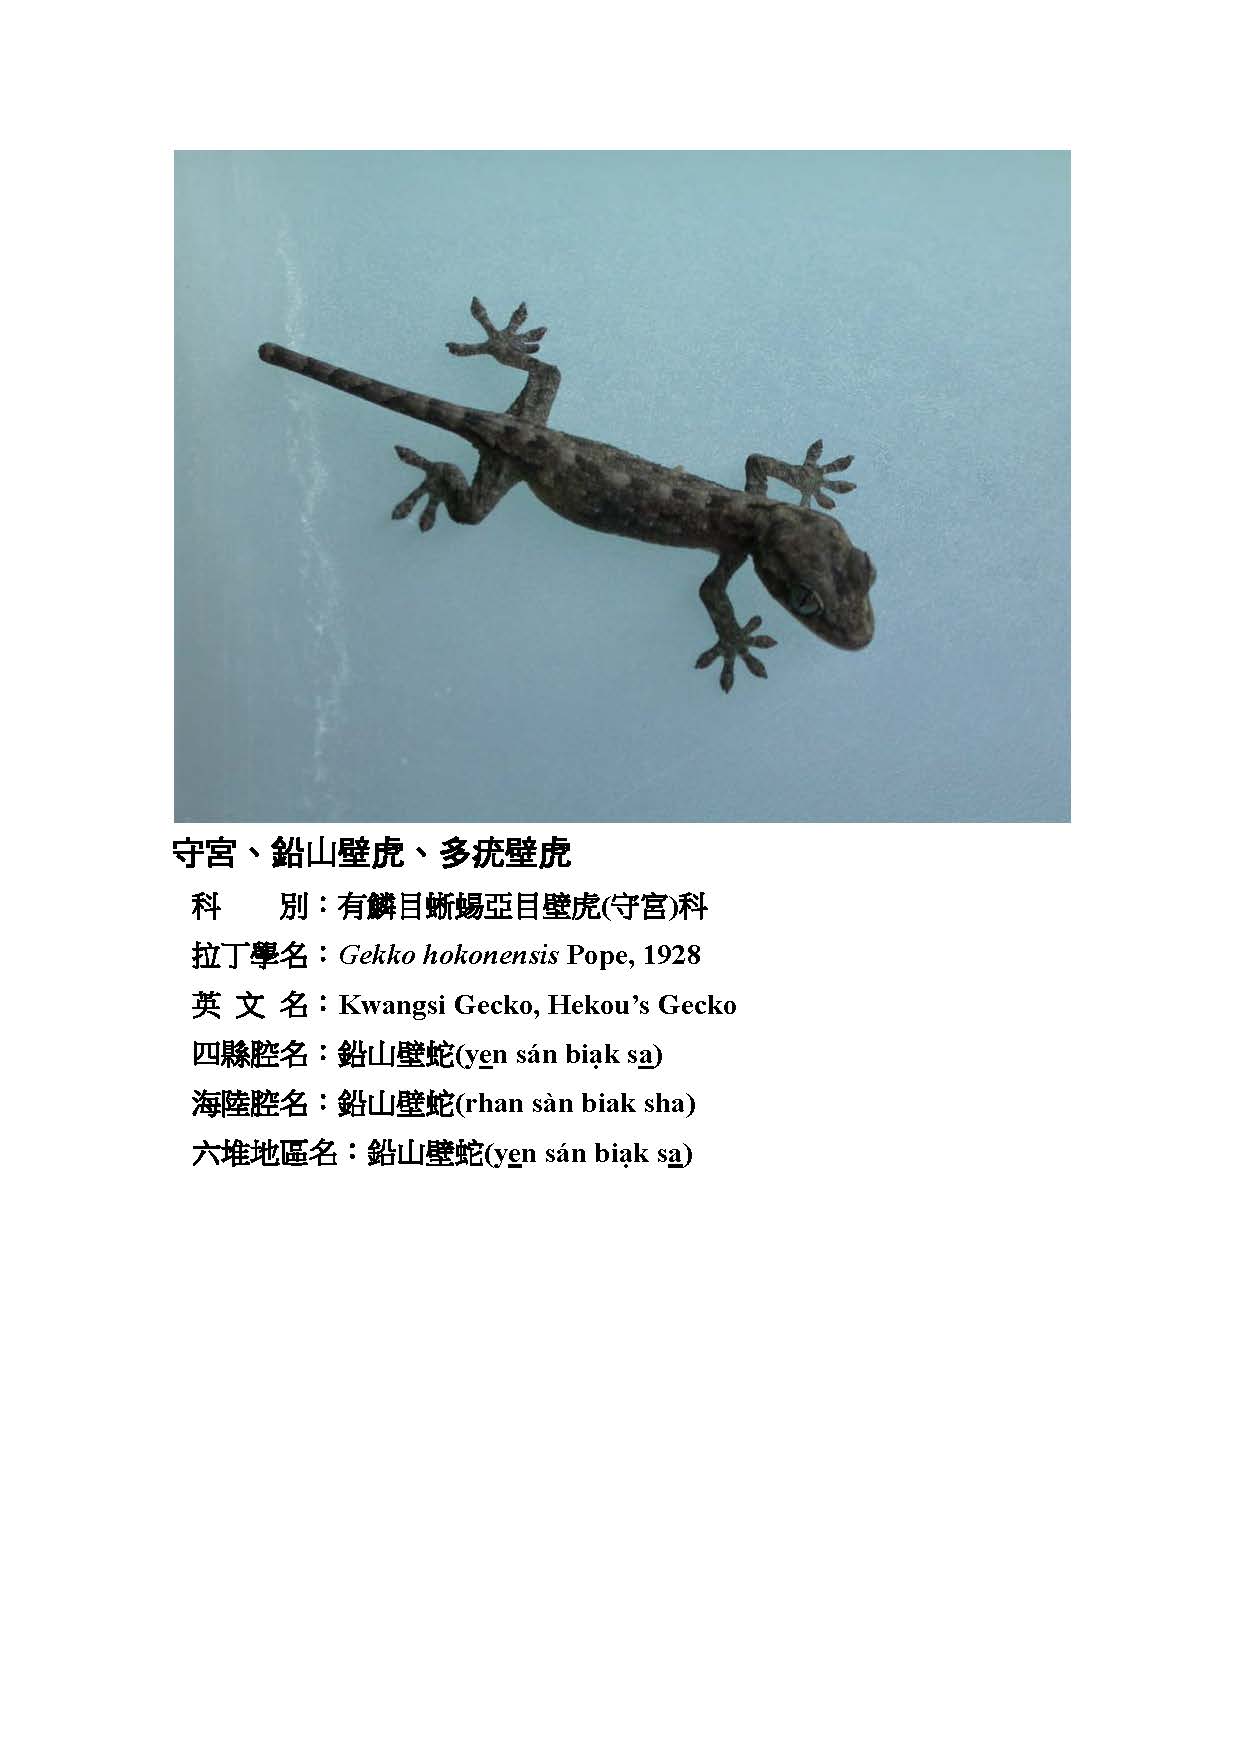 守宮、鉛山壁虎、多疣壁虎
科　　別：有鱗目蜥蜴亞目壁虎(守宮)科
拉丁學名：Gekko hokonensis Pope, 1928
英 文 名：Kwangsi Gecko, Hekou’s Gecko
四縣腔名：鉛山壁蛇(yen sán biạk sa)
海陸腔名：鉛山壁蛇(rhan sàn biak sha)
六堆地區名：鉛山壁蛇(yen sán biạk sa)